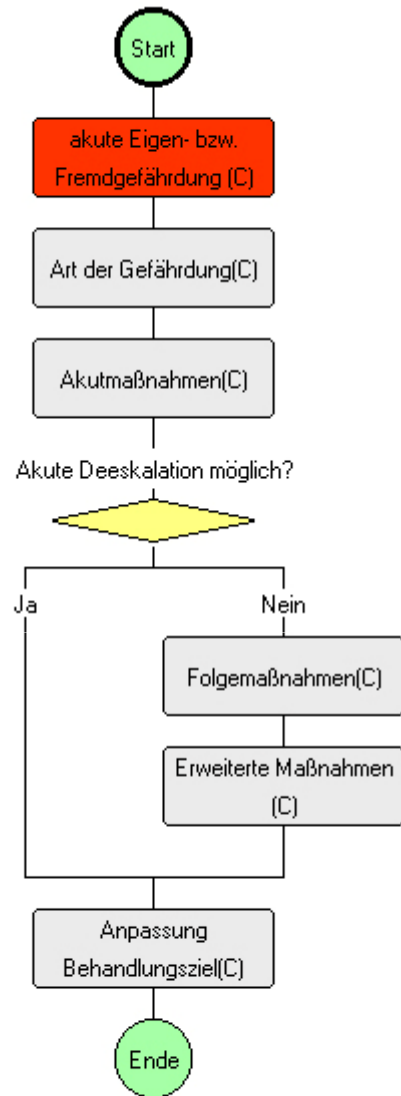 Start
akute Eigen- bzw.
Fremdgefährdung (C)
Art der Gefährdung(C)
Akutmaßnahmen(C)
Akute Deeskalation möglich?
Ja
Nein
Folgemaßnahmen(C)
Erweiterte Maßnahmen
(C)
Anpassung
Behandlungsziel(C)
Ende